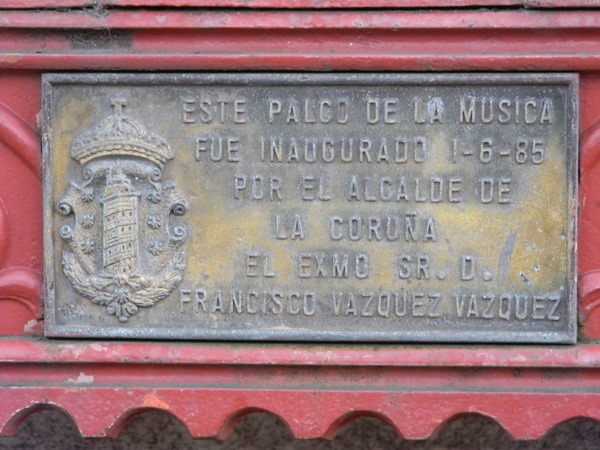 ESTE PALCO DE LA MUSICA
FUE INAUGURADO 1-6-85
POR EL ALCALDE DE
LA CORUÑA
EL EXMO SR. D.
FRANCISCO VAZQUEZ VAZQUEZ